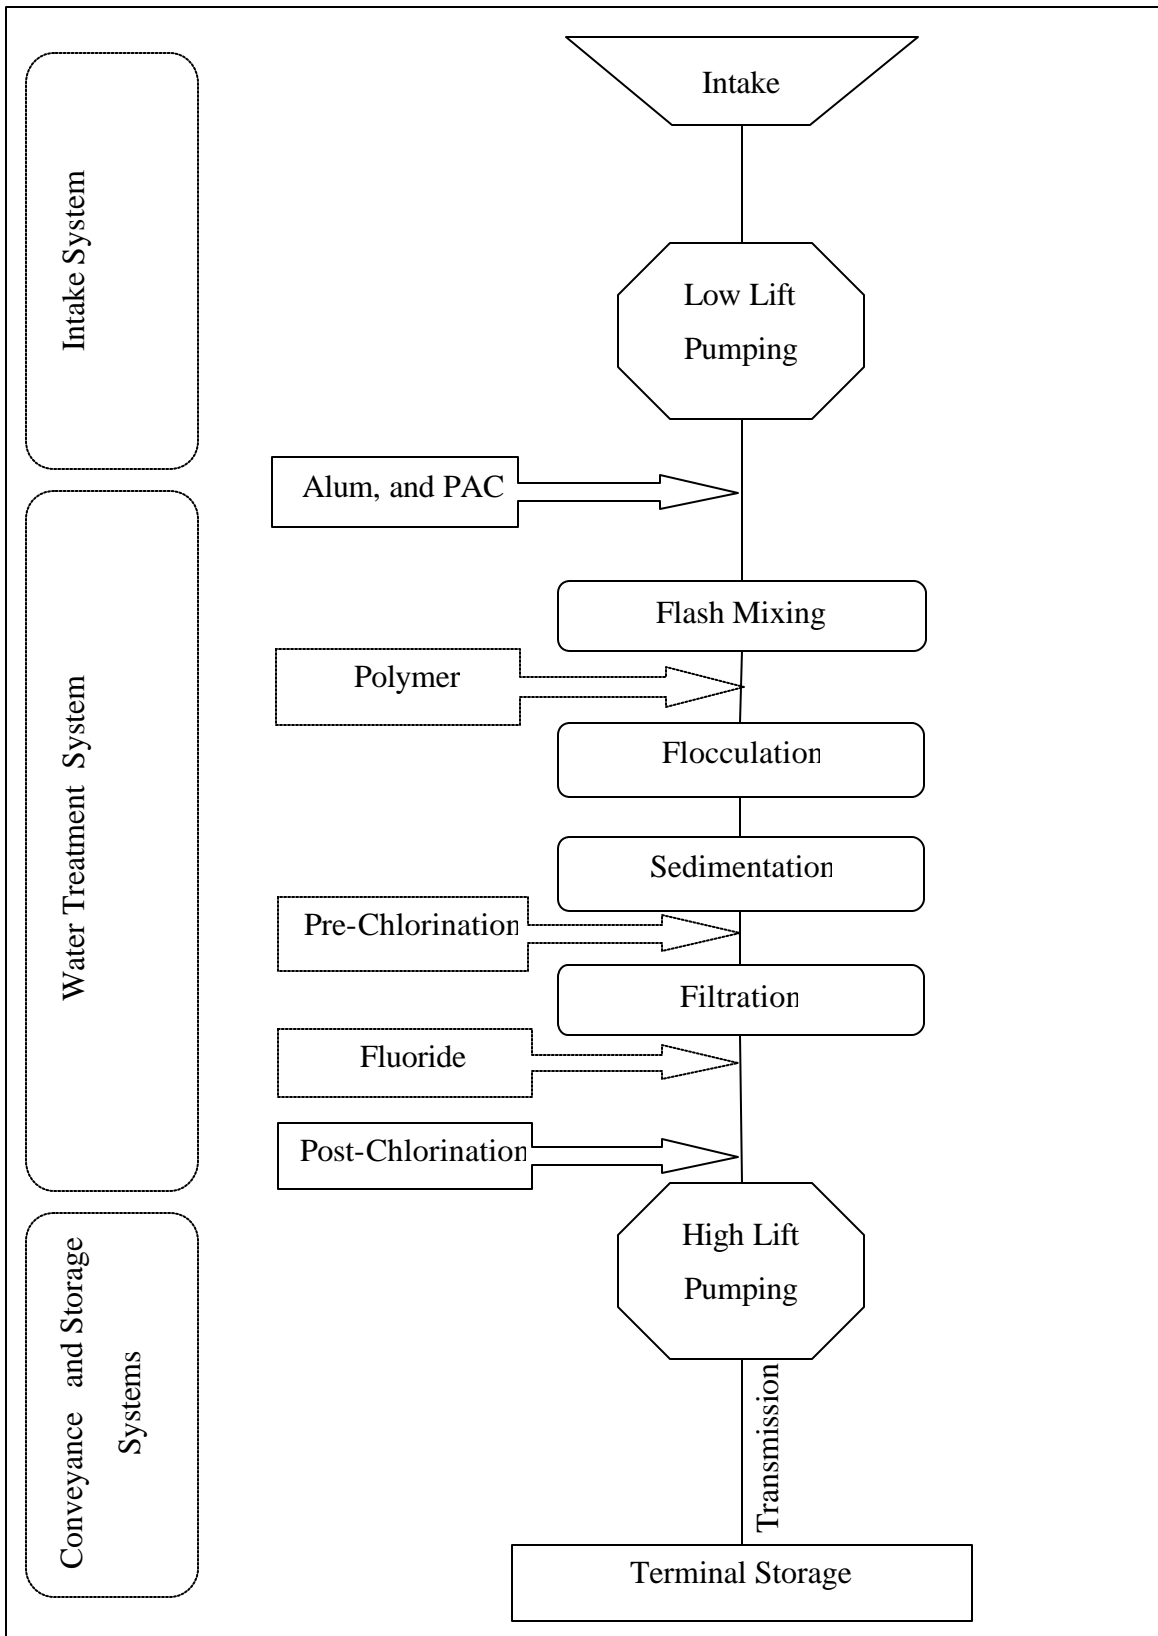 Intake
Intake System
Low Lift
Pumping
Alum, and PAC
Flash Mixing
Polymer
Flocculation
Water Treatment System
Sedimentation
Pre-Chlorination
Filtration
Fluoride
Post-Chlorination
High Lift
Pumping
Conveyance and Storage
Systems
Transmission
Terminal Storage